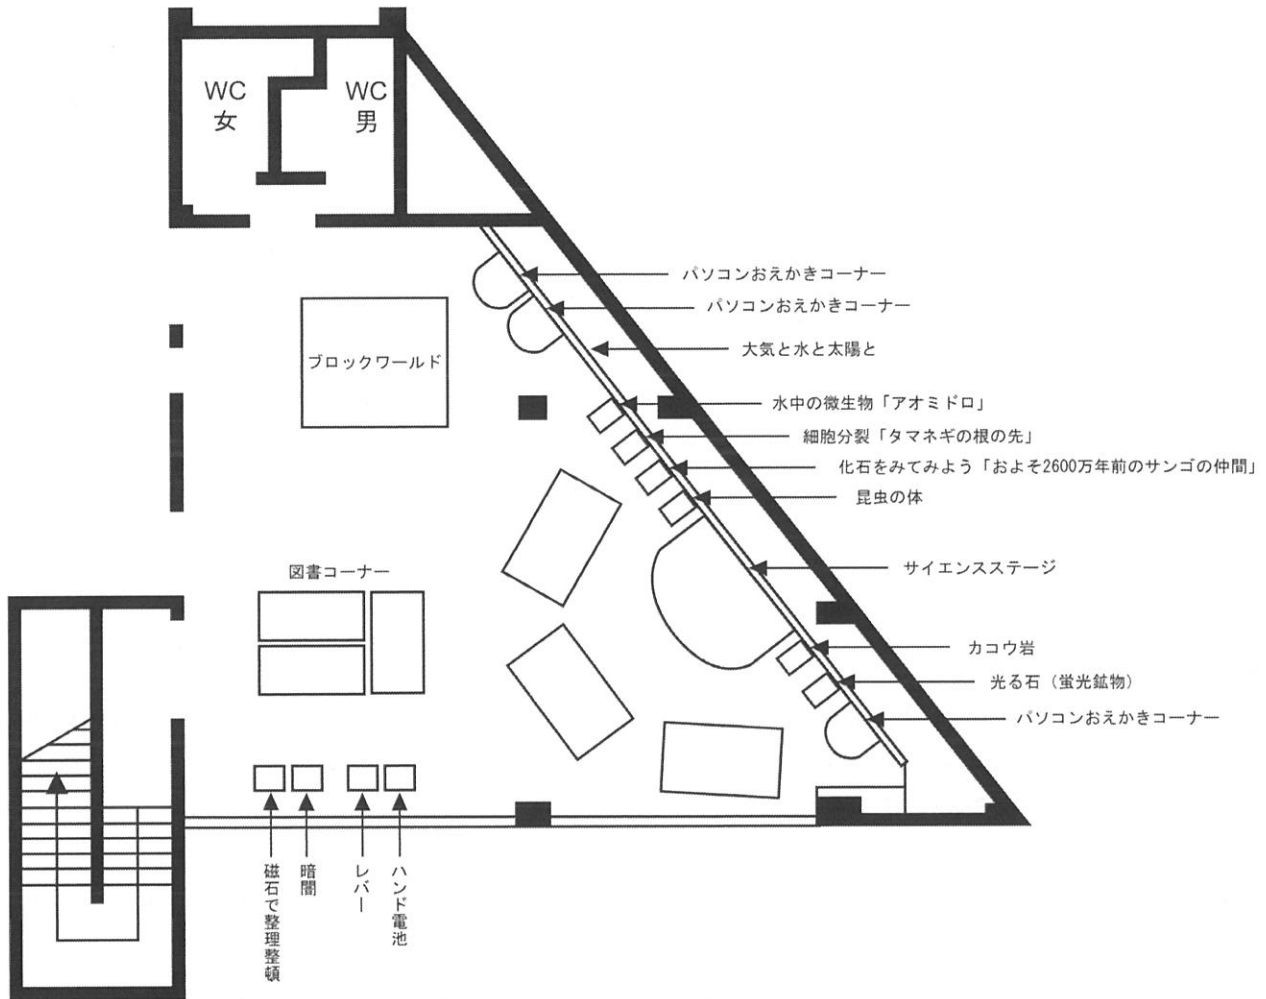 WC
女
WC
男
パソコンおえかきコーナー
パソコンおえかきコーナー
大気と水と太陽と
ブロックワールド
水中の微生物「アオミドロ」
細胞分裂「タマネギの根の先」
化石をみてみよう「およそ2600万年前のサンゴの仲間」
昆虫の体
サイエンスステージ
図書コーナー
カコウ岩
光る石（蛍光鉱物）
パソコンおえかきコーナー
磁石で整理整頓
暗闇
レバー
ハンド電池